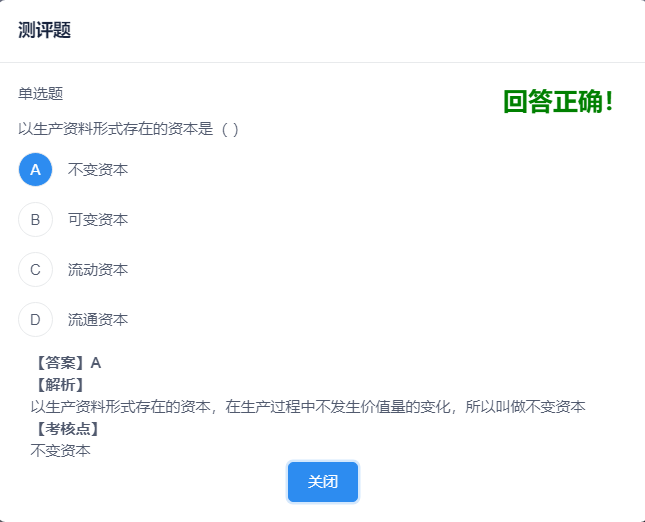 测评题
单选题
回答正确！
以生产资料形式存在的资本是（ ）
A 不变资本
B 可变资本
C 流动资本
D 流通资本
【答案】A
【解析】
以生产资料形式存在的资本，在生产过程中不发生价值量的变化，所以叫做不变资本
【考核点】
不变资本
关闭